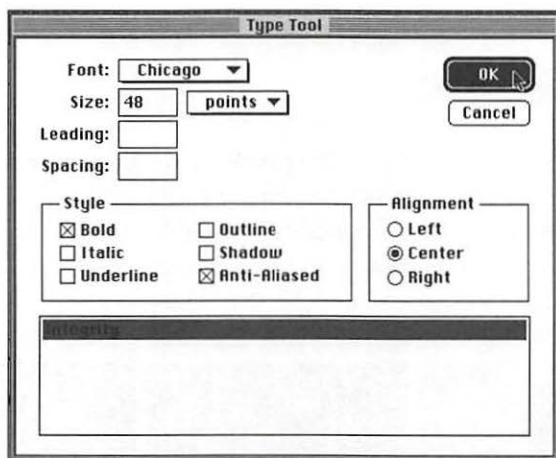 Type Tool
Font: Chicago
OK
Size: 48 points
Cancel
Leading:
Spacing:
Style
Alignment
Bold
Outline
Left
Italic
Shadow
Center
Underline
Anti-Aliased
Right
Integrity